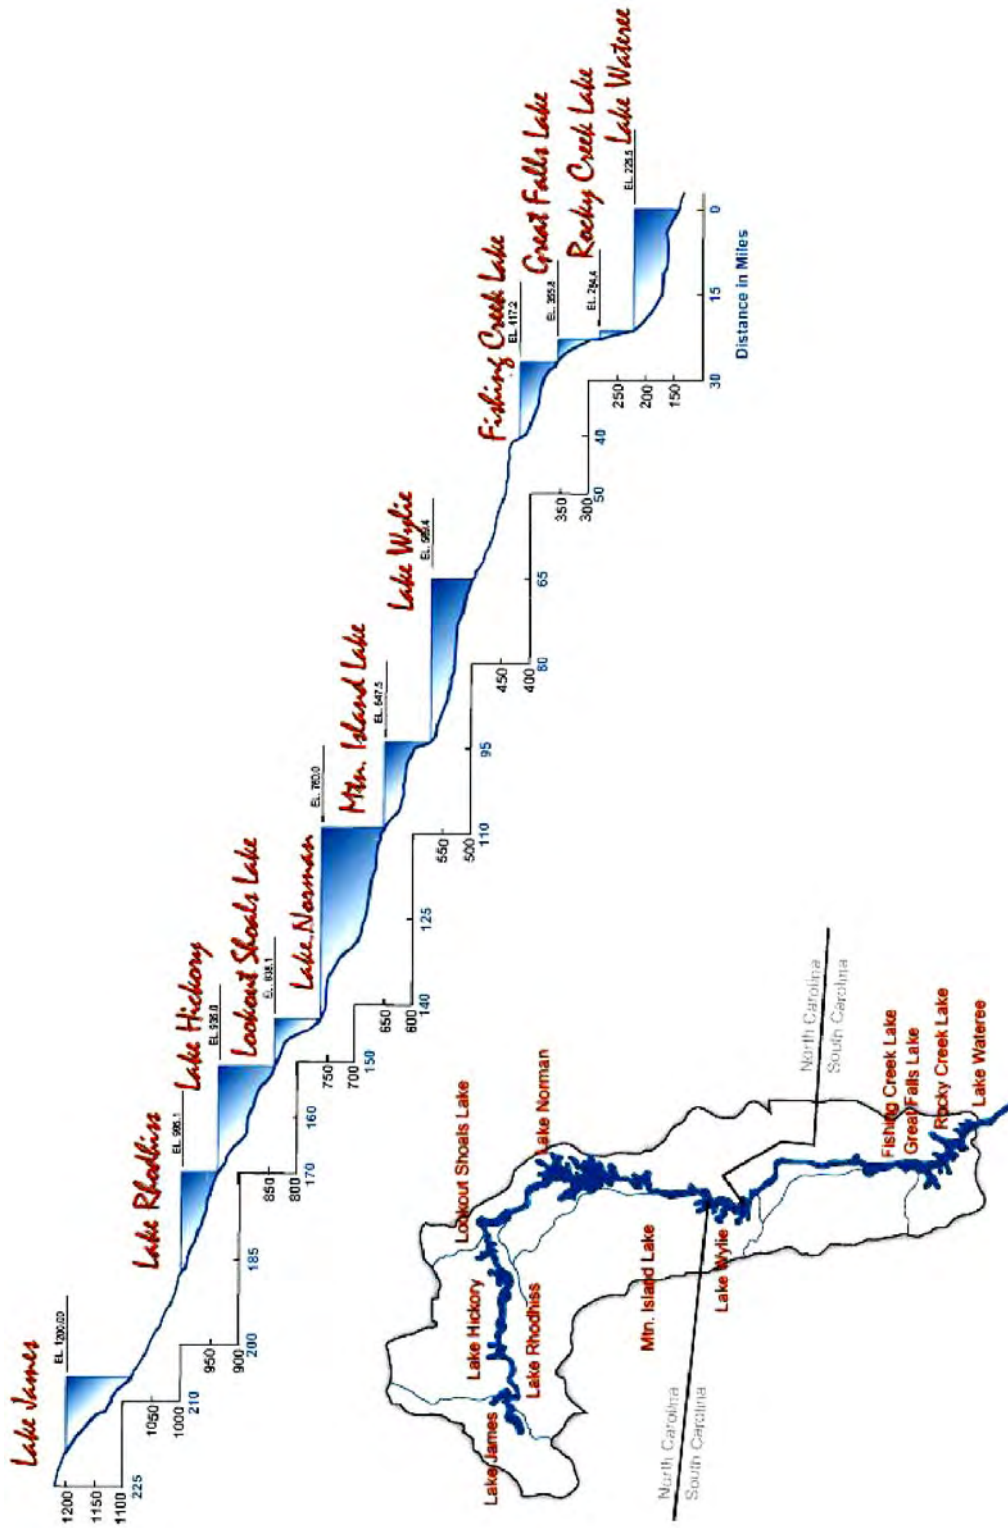 Lake James
EL. 1200.00
Lake Rhodhiss
EL. 995.1
Lake Hickory
EL. 935.0
Lookout Shoals Lake
EL. 838.1
Lake Norman
EL. 760.0
Mtn. Island Lake
EL. 647.5
Lake Wylie
EL. 569.4
Fishing Creek Lake
EL. 417.2
Great Falls Lake
EL. 355.8
Rocky Creek Lake
EL. 284.4
Lake Wateree
EL. 225.5
1200
1150
1100
225
1050
1000
210
950
900
200
185
850
800
170
160
750
700
150
650
600
140
125
550
500
110
95
450
400
80
65
350
300
50
40
250
200
150
30
15
0
Distance in Miles
Lake James
Lake Hickory
Lake Rhodhiss
Lookout Shoals Lake
Lake Norman
Mtn. Island Lake
Lake Wylie
North Carolina
South Carolina
North Carolina
South Carolina
Fishing Creek Lake
Great Falls Lake
Rocky Creek Lake
Lake Wateree